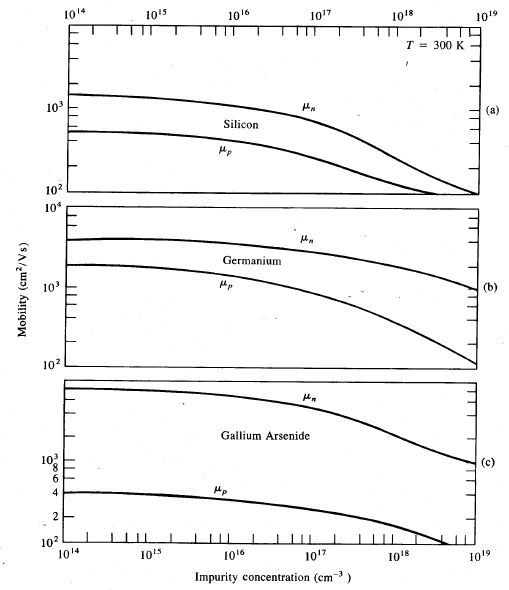 10^14 10^15 10^16 10^17 10^18 10^19
T = 300 K
μn
10^3
(a)
Silicon
μp
10^2
10^4
μn
Germanium
μp
10^3
(b)
Mobility (cm^2/Vs)
10^2
μn
Gallium Arsenide
10^3
(c)
8
6
μp
4
2
10^2
10^14 10^15 10^16 10^17 10^18 10^19
Impurity concentration (cm^-3)